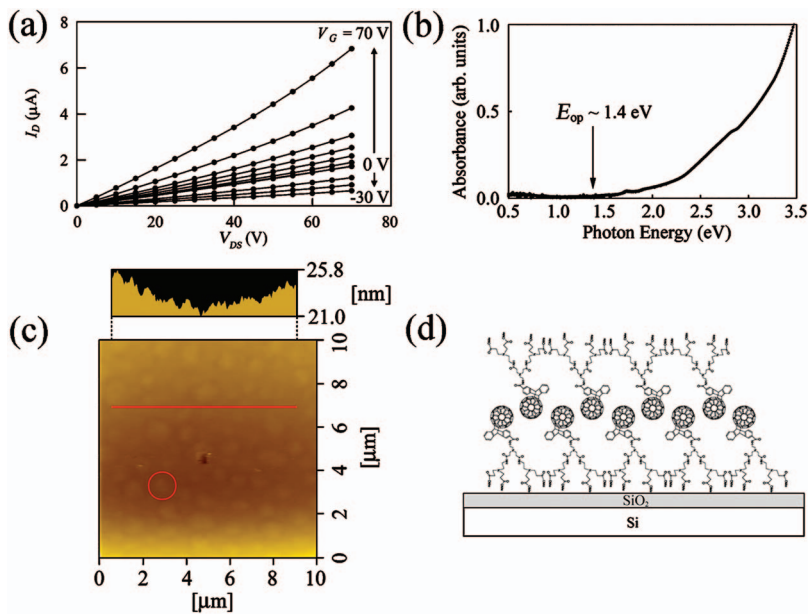 (a)
8
6
4
2
0
I_D (μA)
V_G = 70 V
0 V
-30 V
0 20 40 60 80
V_DS (V)
(b)
1.0
0.5
0.0
Absorbance (arb. units)
E_op ~ 1.4 eV
0.5 1.0 1.5 2.0 2.5 3.0 3.5
Photon Energy (eV)
(c)
25.8
[nm]
21.0
10
8
6
4
2
0
[μm]
0 2 4 6 8 10
[μm]
(d)
SiO₂
Si